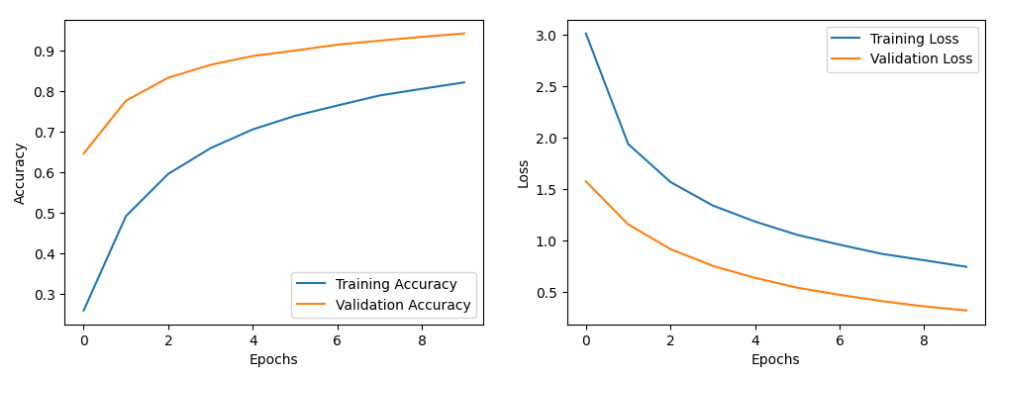 Accuracy
0.9
0.8
0.7
0.6
0.5
0.4
0.3
0 2 4 6 8
Epochs
Training Accuracy
Validation Accuracy
Loss
3.0
2.5
2.0
1.5
1.0
0.5
0 2 4 6 8
Epochs
Training Loss
Validation Loss